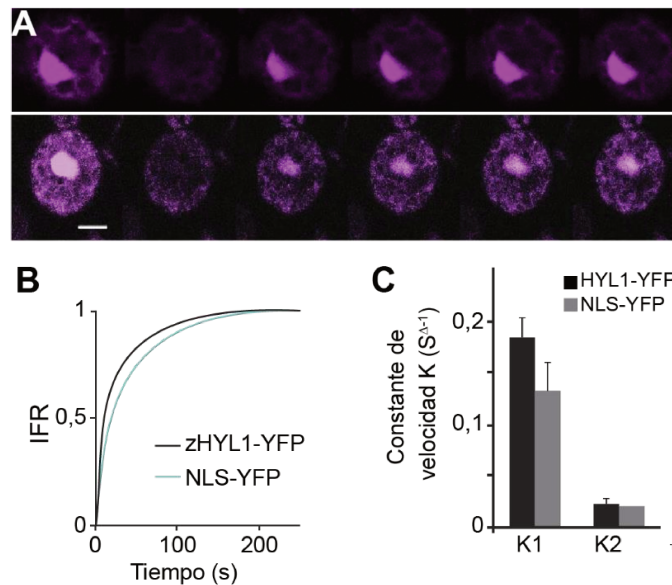 A
B
1
0,5
0
IFR
zHYL1-YFP
NLS-YFP
0
100
200
Tiempo (s)
C
HYL1-YFP
NLS-YFP
Constante de
velocidad K (S^Δ-1)
0,2
0,1
0
K1
K2